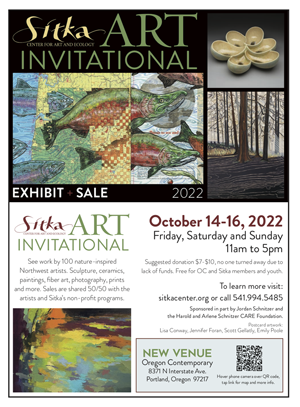 Sitka ART
CENTER FOR ART AND ECOLOGY
INVITATIONAL
EXHIBIT + SALE
2022
Sitka ART
CENTER FOR ART AND ECOLOGY
INVITATIONAL
See work by 100 nature-inspired
Northwest artists. Sculpture, ceramics,
paintings, fiber art, photography, prints
and more. Sales are shared 50/50 with the
artists and Sitka's non-profit programs.
October 14-16, 2022
Friday, Saturday and Sunday
11am to 5pm
Suggested donation $7-$10, no one turned away due to
lack of funds. Free for OC and Sitka members and youth.
To learn more visit:
sitkacenter.org or call 541.994.5485
Sponsored in part by Jordan Schnitzer and
the Harold and Arlene Schnitzer CARE Foundation.
Postcard artwork:
Lisa Conway, Jennifer Foran, Scott Gellatly, Emily Poole
NEW VENUE
Oregon Contemporary
8371 N Interstate Ave.
Portland, Oregon 97217
Hover phone camera over QR code,
tap link for map and more info.